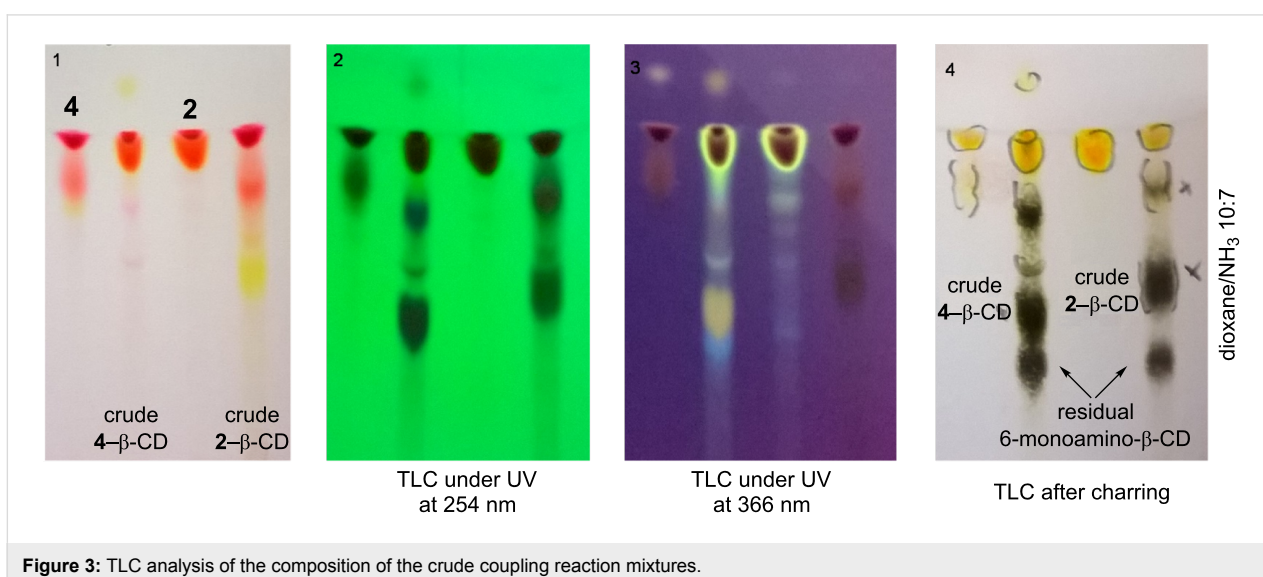 1
4
2
crude
4–β-CD
crude
2–β-CD
2
TLC under UV
at 254 nm
3
TLC under UV
at 366 nm
4
crude
4–β-CD
crude
2–β-CD
residual
6-monoamino-β-CD
TLC after charring
dioxane/NH₃ 10:7
Figure 3: TLC analysis of the composition of the crude coupling reaction mixtures.